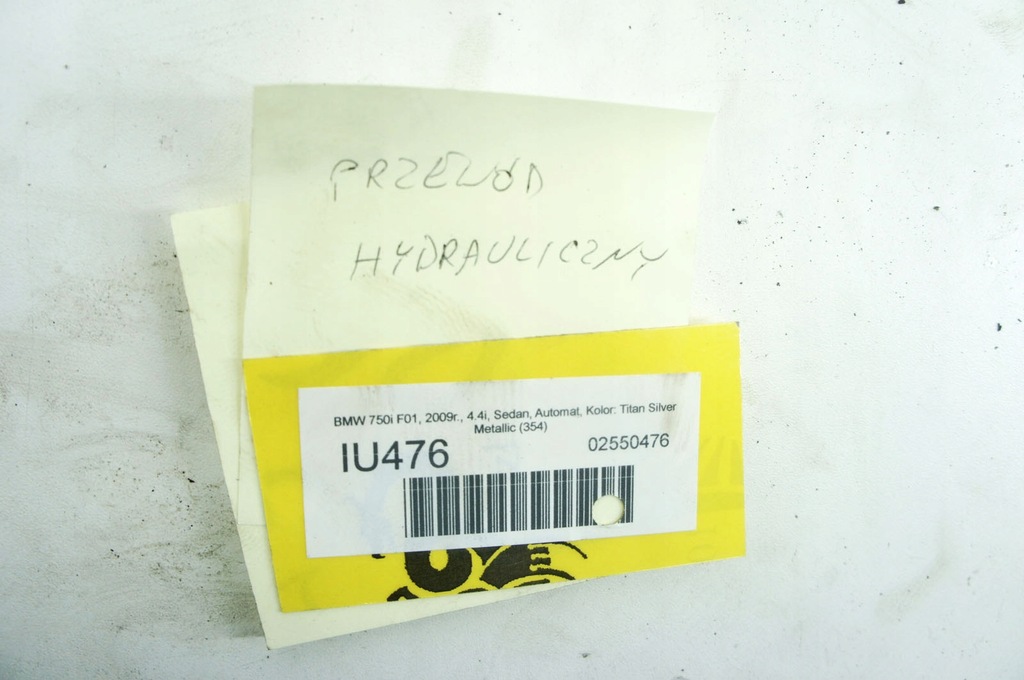 PRZEWÓD
HYDRAULICZNY
BMW 750i F01, 2009r., 4.4i, Sedan, Automat, Kolor: Titan Silver
Metallic (354)
IU476
02550476